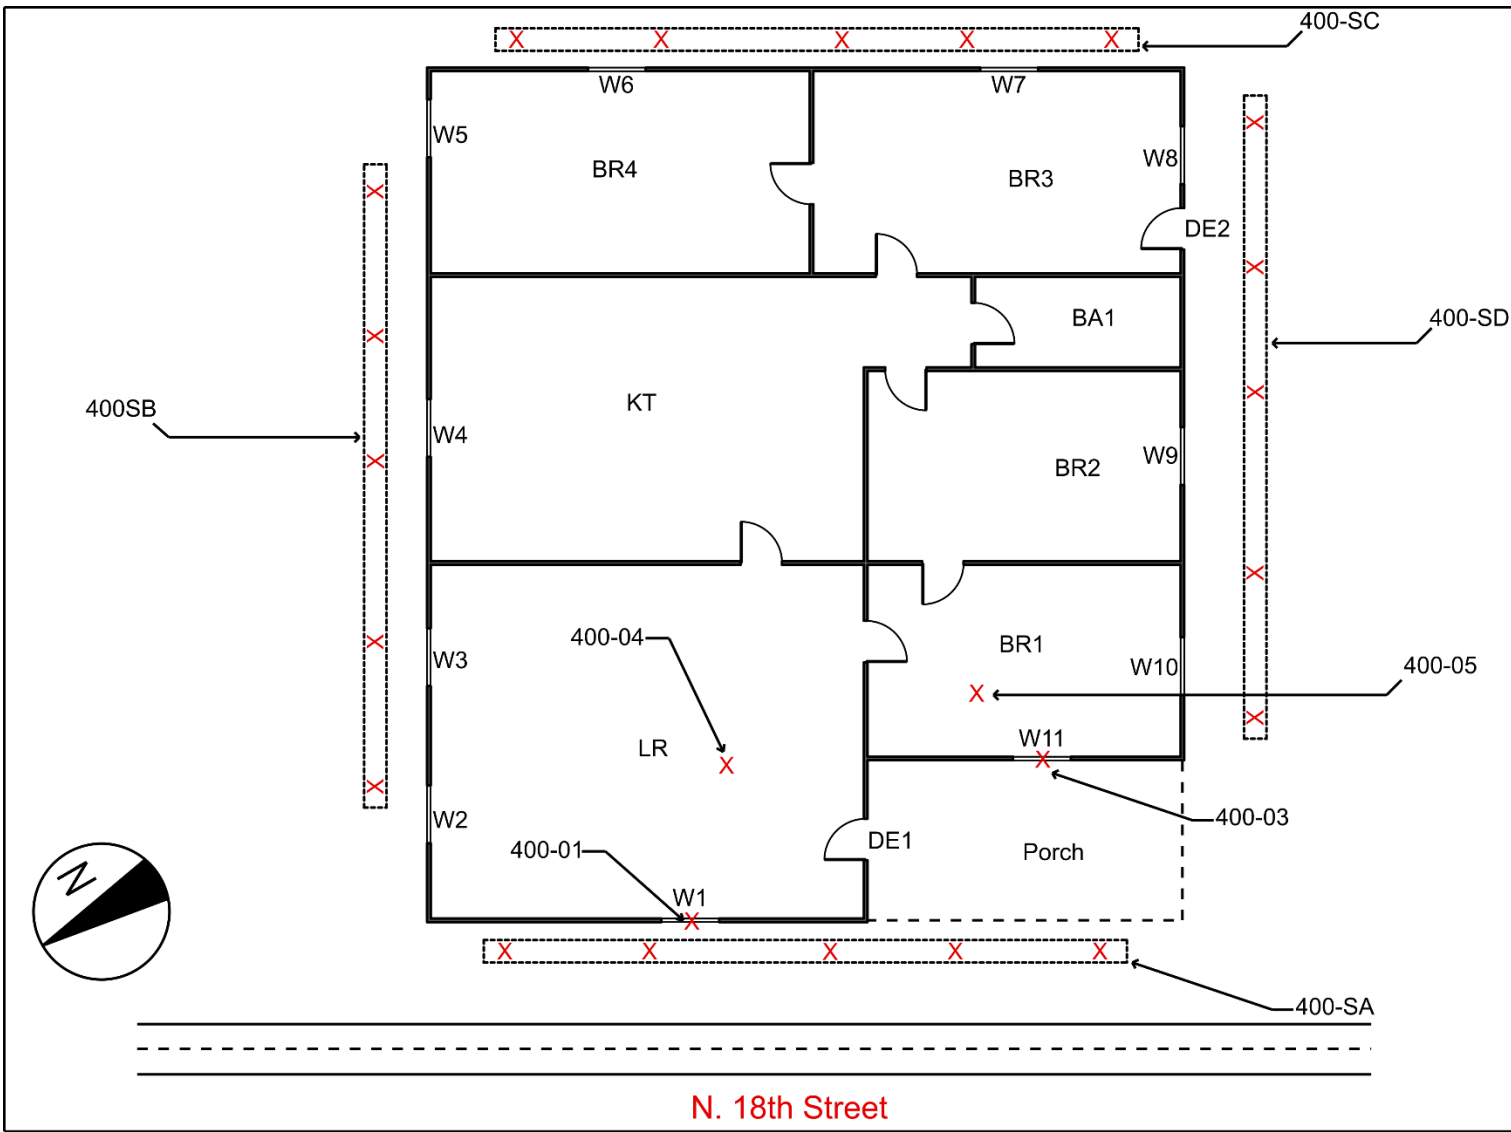 400-SC
W6
W7
W5
W8
BR4
BR3
DE2
BA1
400-SD
KT
400SB
W4
W9
BR2
400-04
BR1
W3
W10
400-05
LR
W11
W2
400-03
400-01
DE1
Porch
N
W1
400-SA
N. 18th Street